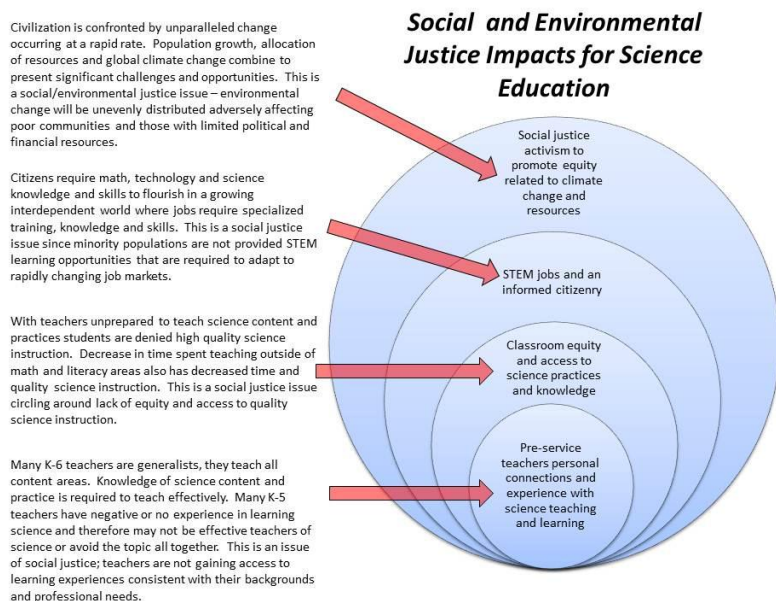 Social and Environmental
Justice Impacts for Science
Education
Civilization is confronted by unparalleled change
occurring at a rapid rate. Population growth, allocation
of resources and global climate change combine to
present significant challenges and opportunities. This is
a social/environmental justice issue – environmental
change will be unevenly distributed adversely affecting
poor communities and those with limited political and
financial resources.
Social justice
activism to
promote equity
related to climate
change and
resources
Citizens require math, technology and science
knowledge and skills to flourish in a growing
interdependent world where jobs require specialized
training, knowledge and skills. This is a social justice
issue since minority populations are not provided STEM
learning opportunities that are required to adapt to
rapidly changing job markets.
STEM jobs and an
informed citizenry
With teachers unprepared to teach science content and
practices students are denied high quality science
instruction. Decrease in time spent teaching outside of
math and literacy areas also has decreased time and
quality science instruction. This is a social justice issue
circling around lack of equity and access to quality
science instruction.
Classroom equity
and access to
science practices
and knowledge
Many K-6 teachers are generalists, they teach all
content areas. Knowledge of science content and
practice is required to teach effectively. Many K-5
teachers have negative or no experience in learning
science and therefore may not be effective teachers of
science or avoid the topic all together. This is an issue
of social justice; teachers are not gaining access to
learning experiences consistent with their backgrounds
and professional needs.
Pre-service
teachers personal
connections and
experience with
science teaching
and learning